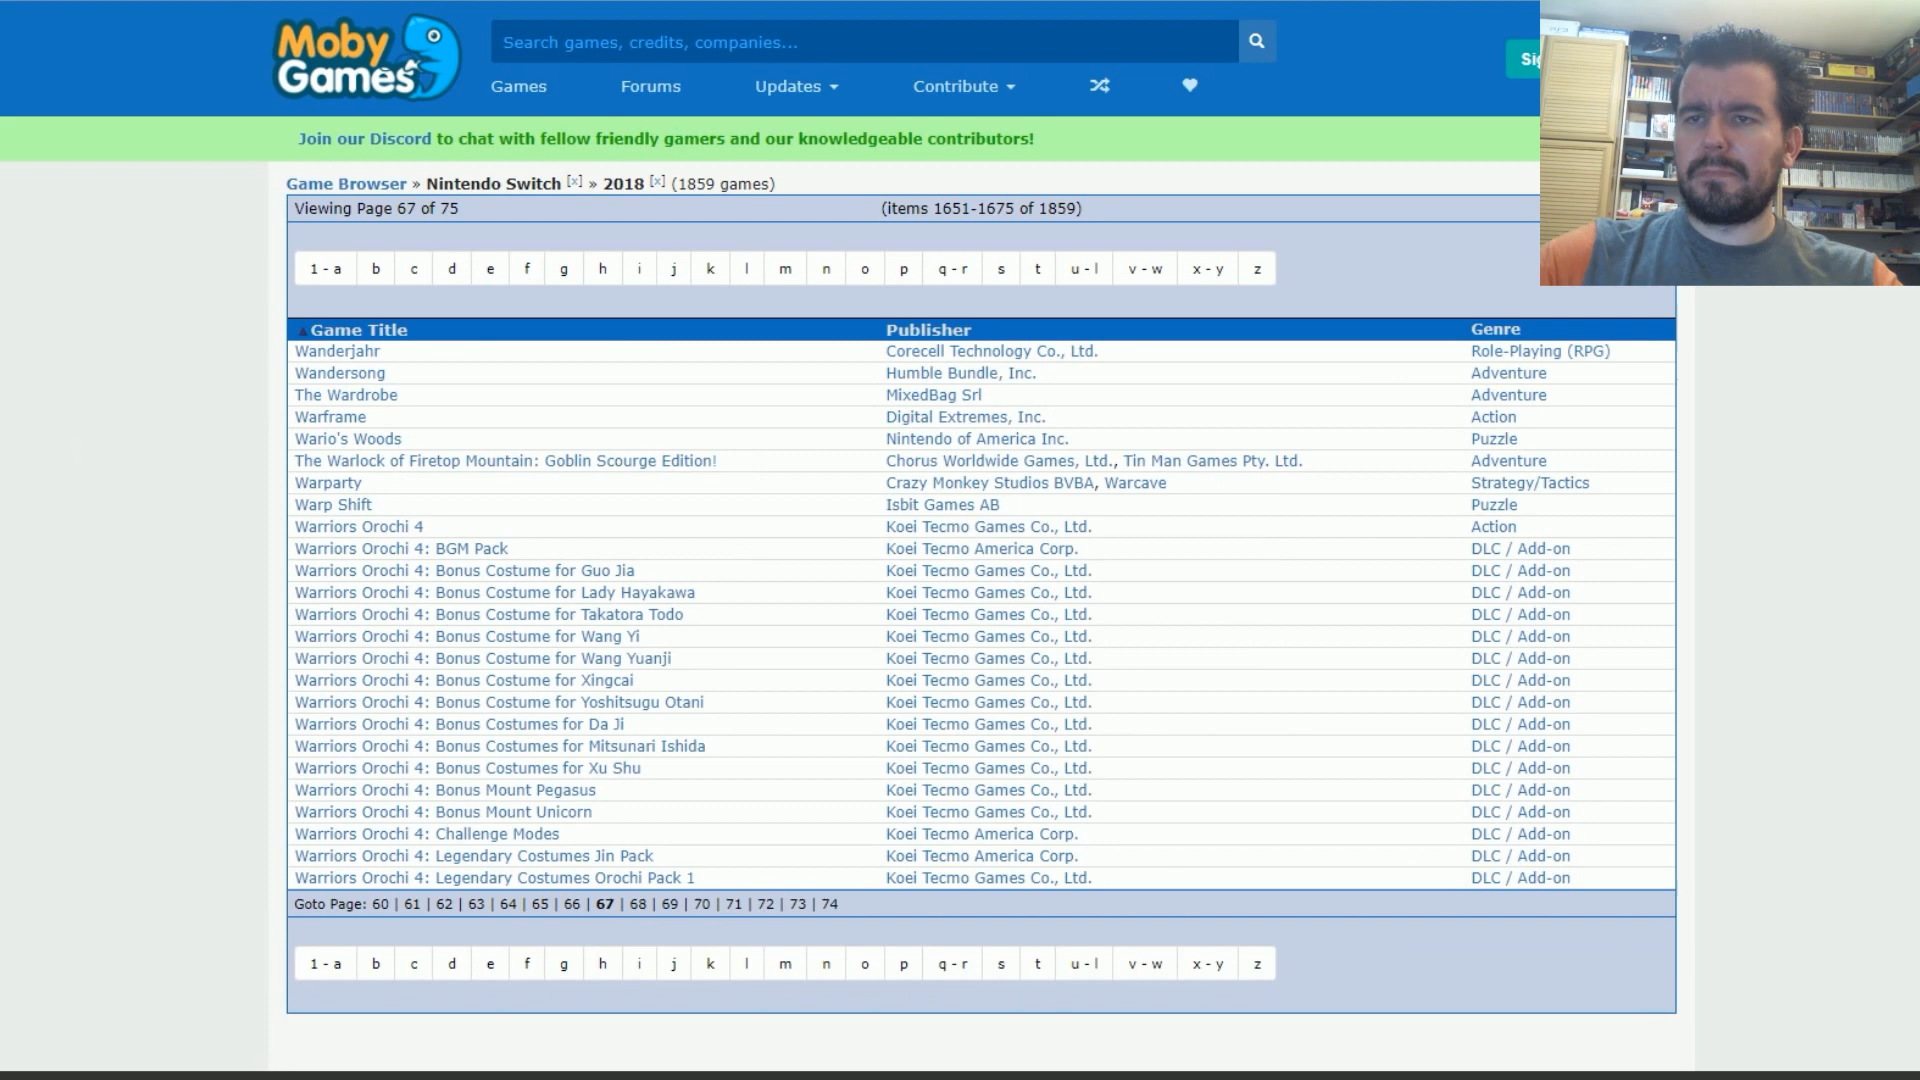 Moby Games
Search games, credits, companies...
Games Forums Updates Contribute
Join our Discord to chat with fellow friendly gamers and our knowledgeable contributors!
Game Browser » Nintendo Switch [x] » 2018 [x] (1859 games)
Viewing Page 67 of 75 (items 1651-1675 of 1859)
1 - a b c d e f g h i j k l m n o p q - r s t u - l v - w x - y z
Game Title Publisher Genre
Wanderjahr Corecell Technology Co., Ltd. Role-Playing (RPG)
Wandersong Humble Bundle, Inc. Adventure
The Wardrobe MixedBag Srl Adventure
Warframe Digital Extremes, Inc. Action
Wario's Woods Nintendo of America Inc. Puzzle
The Warlock of Firetop Mountain: Goblin Scourge Edition! Chorus Worldwide Games, Ltd., Tin Man Games Pty. Ltd. Adventure
Warparty Crazy Monkey Studios BVBA, Warcave Strategy/Tactics
Warp Shift Isbit Games AB Puzzle
Warriors Orochi 4 Koei Tecmo Games Co., Ltd. Action
Warriors Orochi 4: BGM Pack Koei Tecmo America Corp. DLC / Add-on
Warriors Orochi 4: Bonus Costume for Guo Jia Koei Tecmo Games Co., Ltd. DLC / Add-on
Warriors Orochi 4: Bonus Costume for Lady Hayakawa Koei Tecmo Games Co., Ltd. DLC / Add-on
Warriors Orochi 4: Bonus Costume for Takatora Todo Koei Tecmo Games Co., Ltd. DLC / Add-on
Warriors Orochi 4: Bonus Costume for Wang Yi Koei Tecmo Games Co., Ltd. DLC / Add-on
Warriors Orochi 4: Bonus Costume for Wang Yuanji Koei Tecmo Games Co., Ltd. DLC / Add-on
Warriors Orochi 4: Bonus Costume for Xingcai Koei Tecmo Games Co., Ltd. DLC / Add-on
Warriors Orochi 4: Bonus Costume for Yoshitsugu Otani Koei Tecmo Games Co., Ltd. DLC / Add-on
Warriors Orochi 4: Bonus Costumes for Da Ji Koei Tecmo Games Co., Ltd. DLC / Add-on
Warriors Orochi 4: Bonus Costumes for Mitsunari Ishida Koei Tecmo Games Co., Ltd. DLC / Add-on
Warriors Orochi 4: Bonus Costumes for Xu Shu Koei Tecmo Games Co., Ltd. DLC / Add-on
Warriors Orochi 4: Bonus Mount Pegasus Koei Tecmo Games Co., Ltd. DLC / Add-on
Warriors Orochi 4: Bonus Mount Unicorn Koei Tecmo Games Co., Ltd. DLC / Add-on
Warriors Orochi 4: Challenge Modes Koei Tecmo America Corp. DLC / Add-on
Warriors Orochi 4: Legendary Costumes Jin Pack Koei Tecmo America Corp. DLC / Add-on
Warriors Orochi 4: Legendary Costumes Orochi Pack 1 Koei Tecmo Games Co., Ltd. DLC / Add-on
Goto Page: 60 | 61 | 62 | 63 | 64 | 65 | 66 | 67 | 68 | 69 | 70 | 71 | 72 | 73 | 74
1 - a b c d e f g h i j k l m n o p q - r s t u - l v - w x - y z